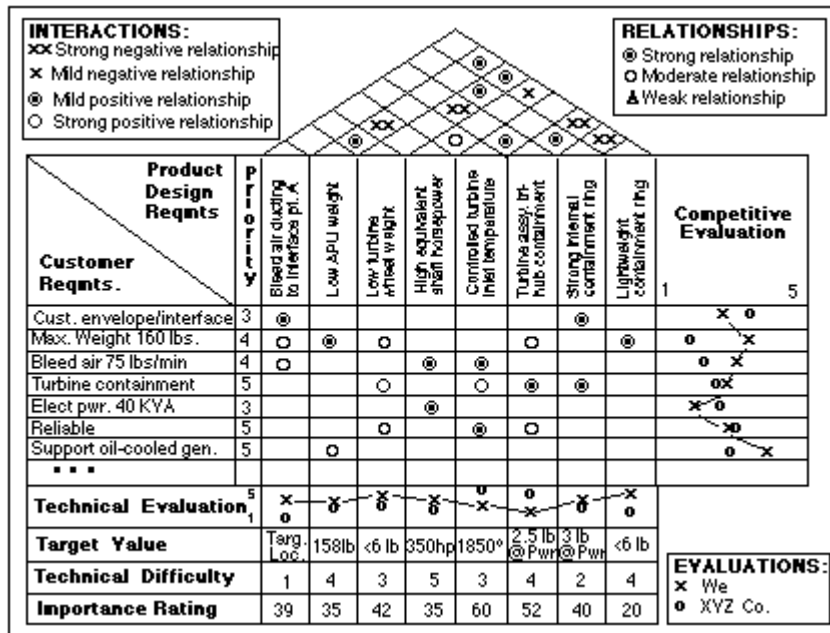 INTERACTIONS:
XX Strong negative relationship
X Mild negative relationship
Mild positive relationship
Strong positive relationship
RELATIONSHIPS:
Strong relationship
Moderate relationship
Weak relationship
Product
Design
Reqmts
Customer
Reqmts.
Priority
Bleed air ducting
to interface pt. A
Low APU weight
Low turbine
wheel weight
High equivalent
shaft horsepower
Controlled turbine
inlet temperature
Turbine assy. tri-
hub containment
Strong internal
containment ring
Lightweight
containment ring
Competitive
Evaluation
1 5
Cust. envelope/interface 3
Max. Weight 160 lbs. 4
Bleed air 75 lbs/min 4
Turbine containment 5
Elect pwr. 40 KYA 3
Reliable 5
Support oil-cooled gen. 5
. . .
Technical Evaluation 5 1
Target Value Targ. Loc. 158lb <6 lb 350hp 1850° 2.5 lb @Pwr 3 lb @Pwr <6 lb
Technical Difficulty 1 4 3 5 3 4 2 4
Importance Rating 39 35 42 35 60 52 40 20
EVALUATIONS:
X We
o XYZ Co.